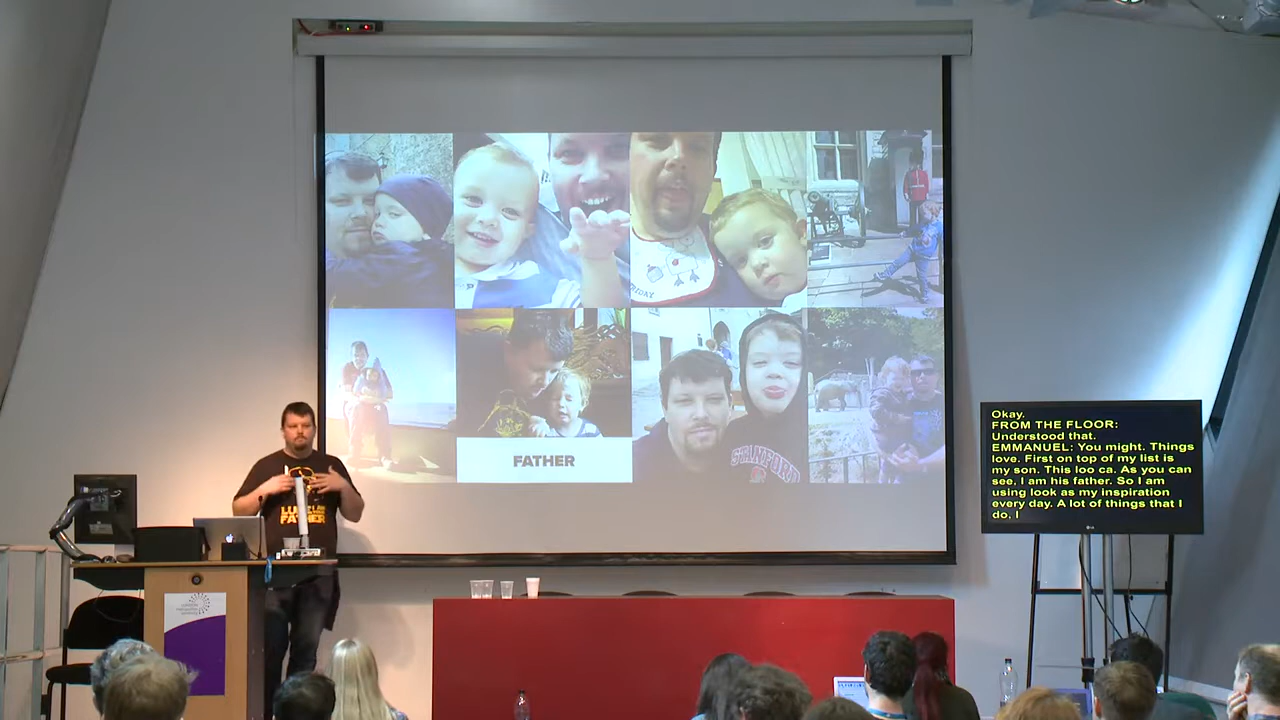 FATHER
STANFORD
FATHER
Okay.
FROM THE FLOOR:
Understood that.
EMMANUEL: You might. Things
love. First on top of my list is
my son. This loo ca. As you can
see, I am his father. So I am
using look as my inspiration
every day. A lot of things that I
do, I